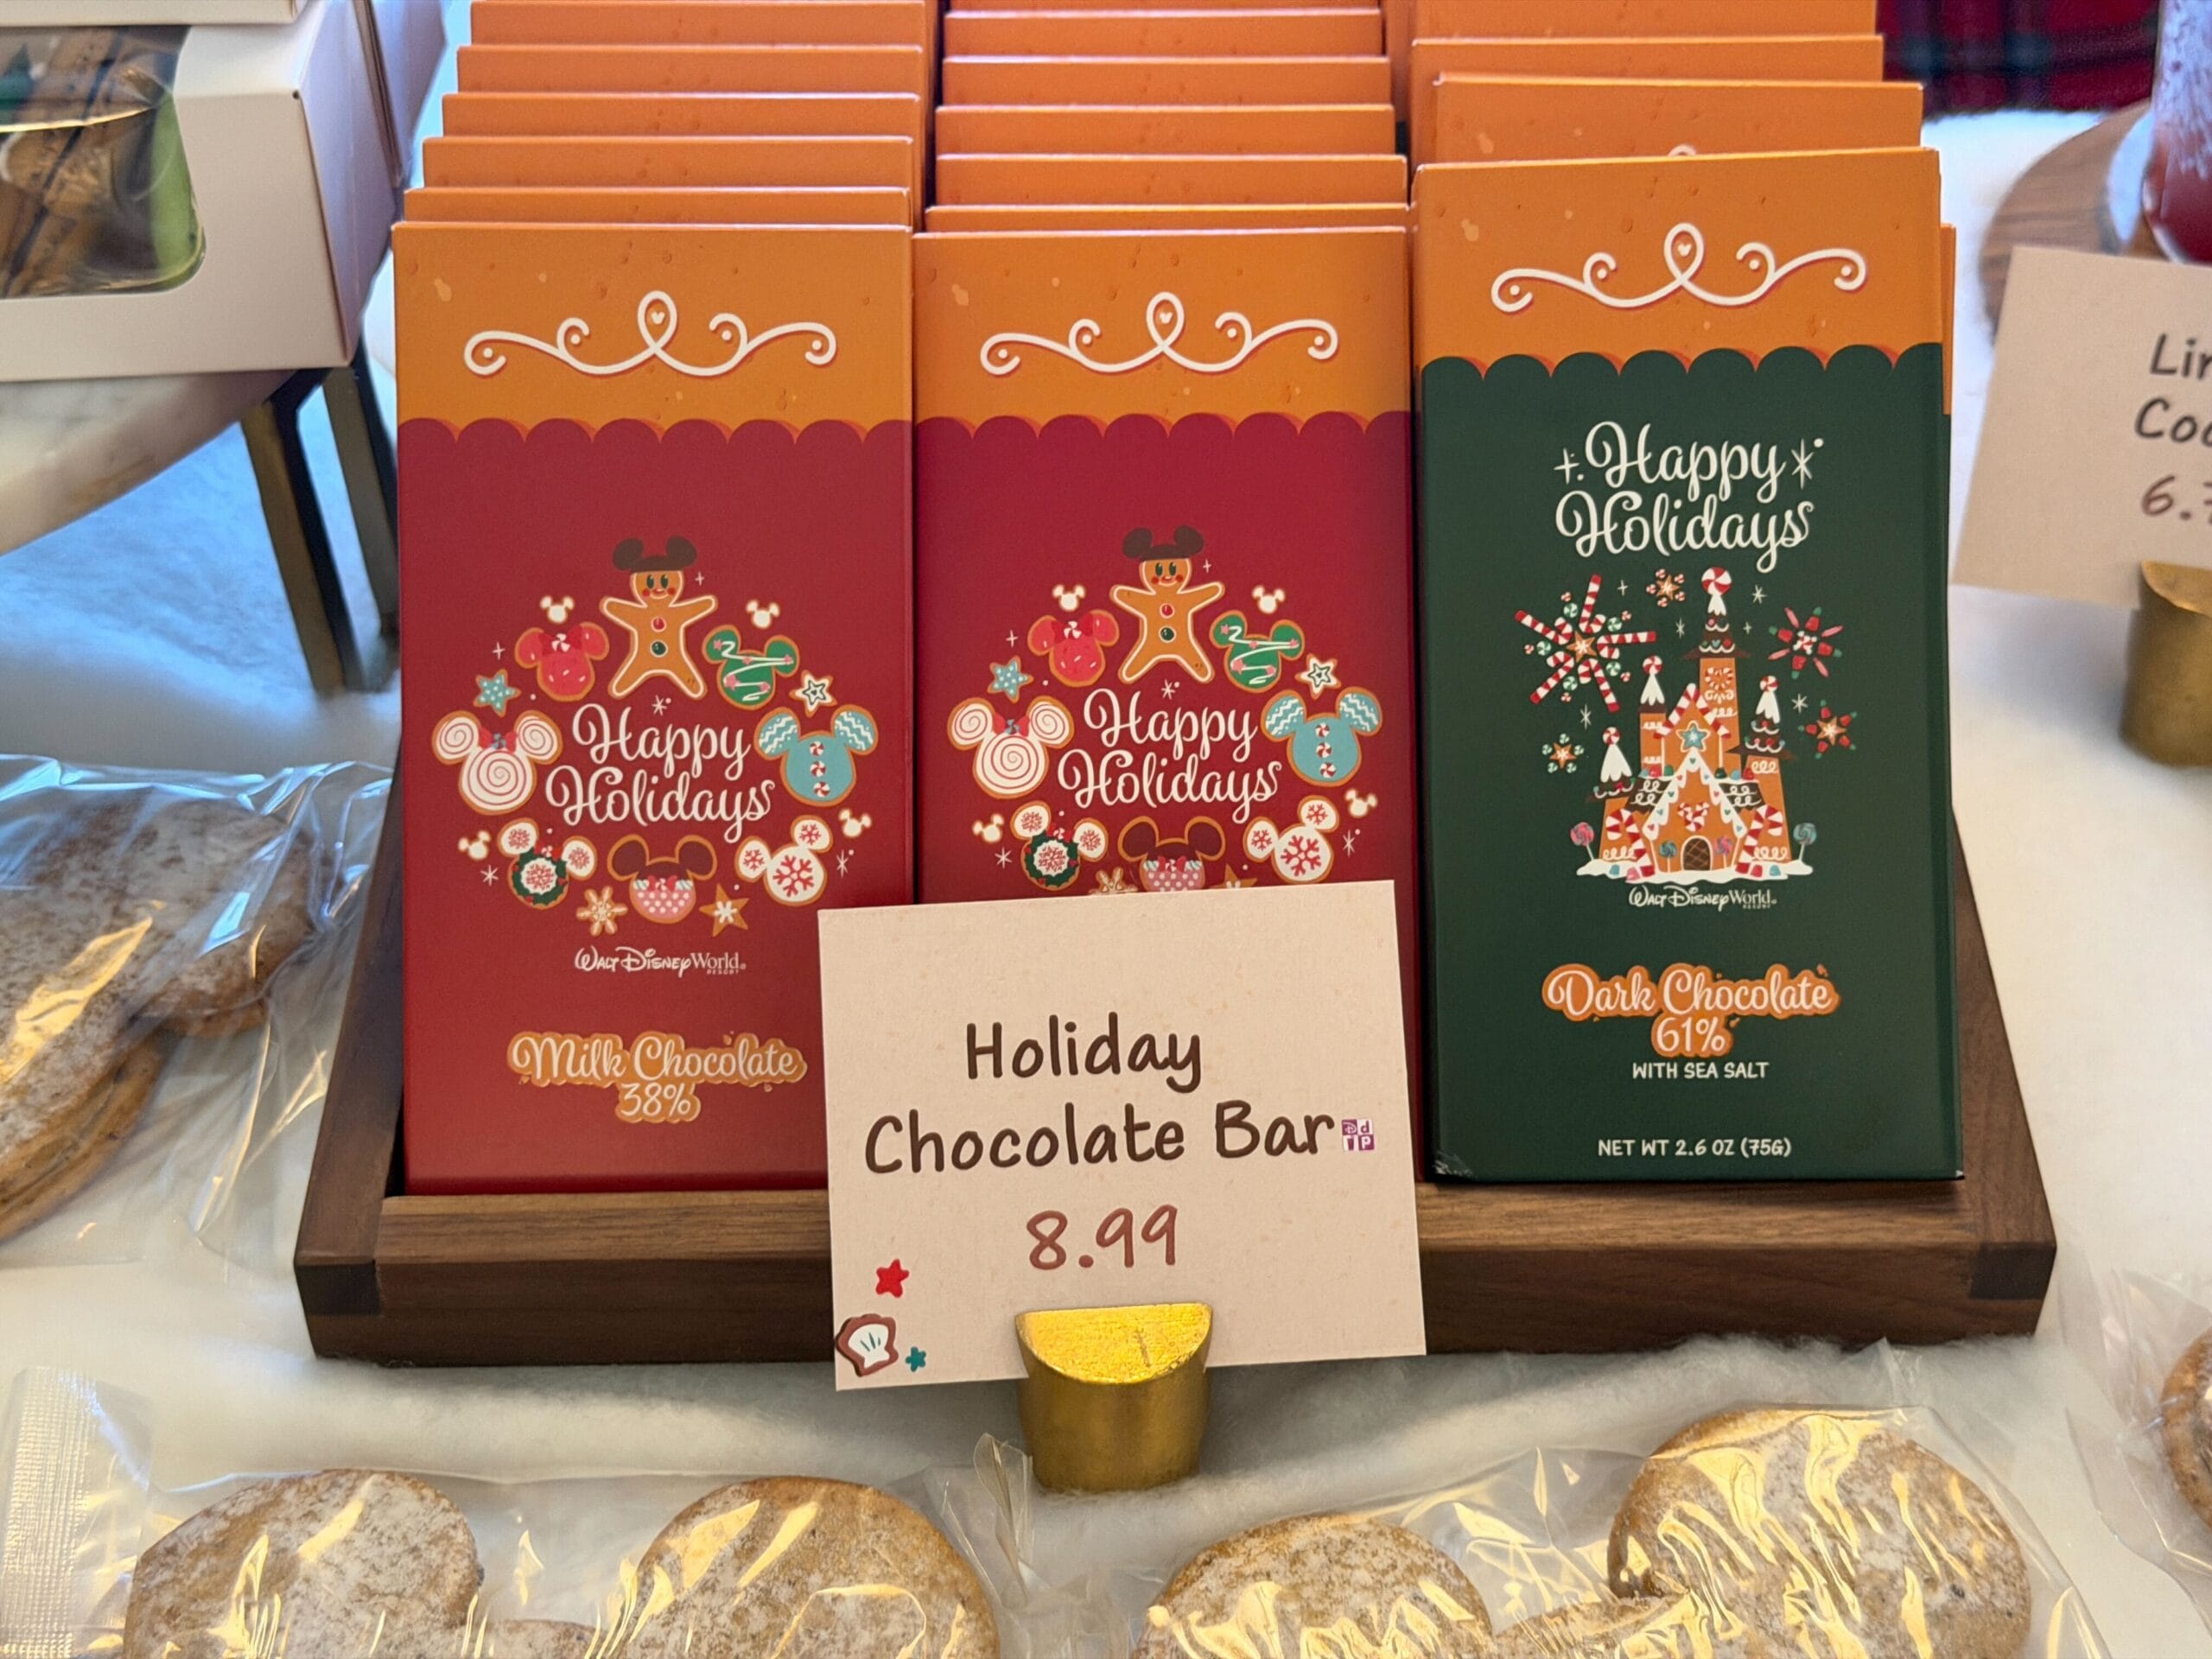 Happy
Holidays
WALT DISNEY World
RESORT
Milk Chocolate
38%
Happy
Holidays
Happy
Holidays
WALT DISNEY World
RESORT
Dark Chocolate
61%
WITH SEA SALT
NET WT 2.6 OZ (75G)
Holiday
Chocolate Bar
8.99